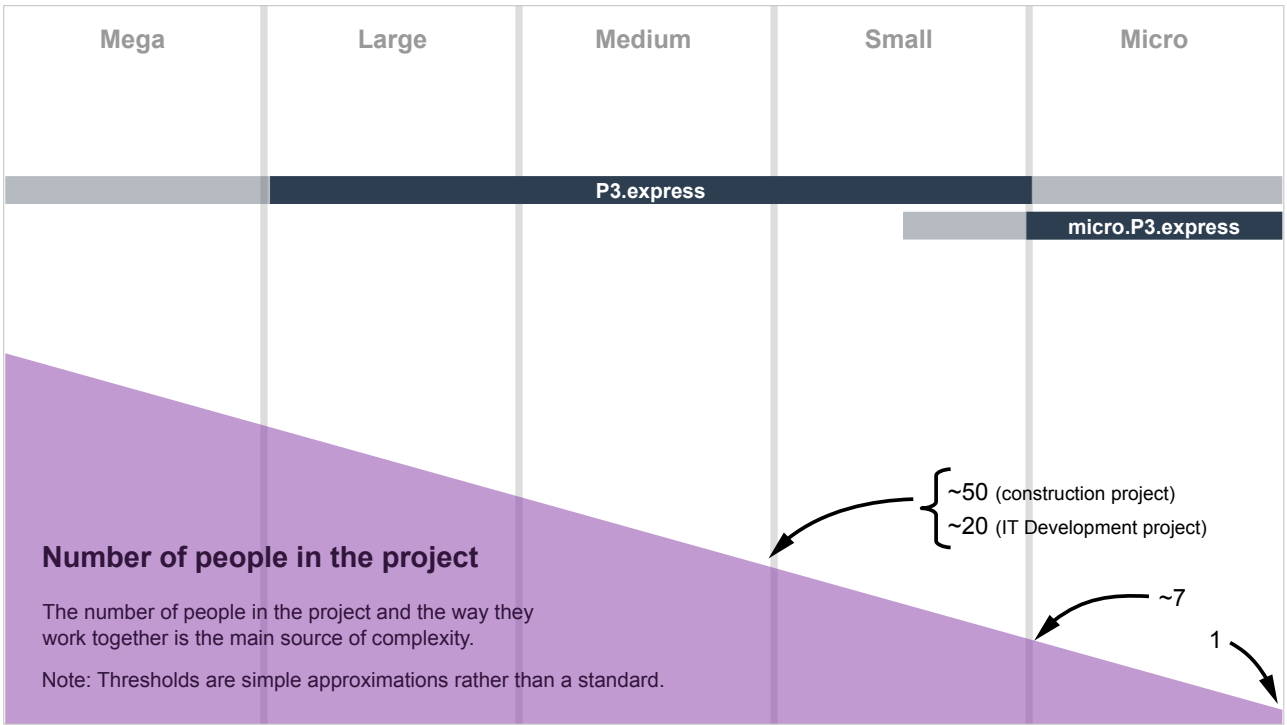 Mega
Large
Medium
Small
Micro
P3.express
micro.P3.express
~50 (construction project)
~20 (IT Development project)
~7
1
Number of people in the project
The number of people in the project and the way they
work together is the main source of complexity.
Note: Thresholds are simple approximations rather than a standard.